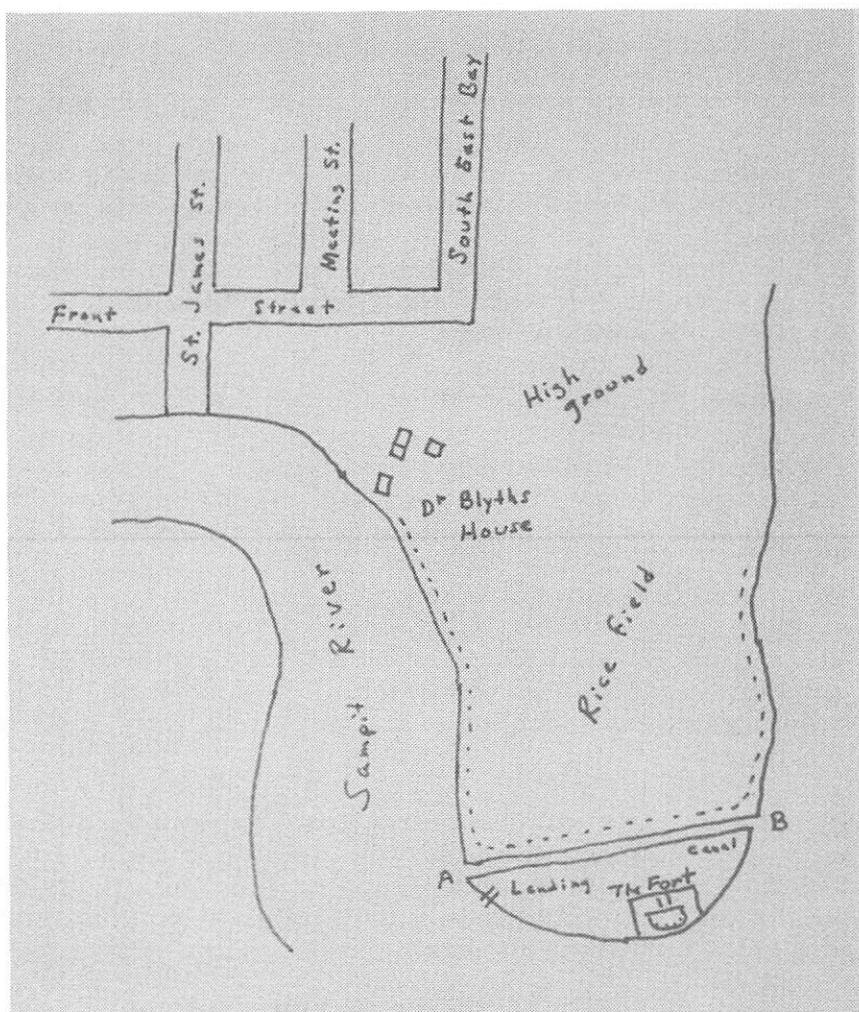 South East Bay
Meeting St.
St. James St.
Front Street
High
ground
Dr Blyths
House
River
Sampit
Rice Field
B
canal
A
Landing
The Fort